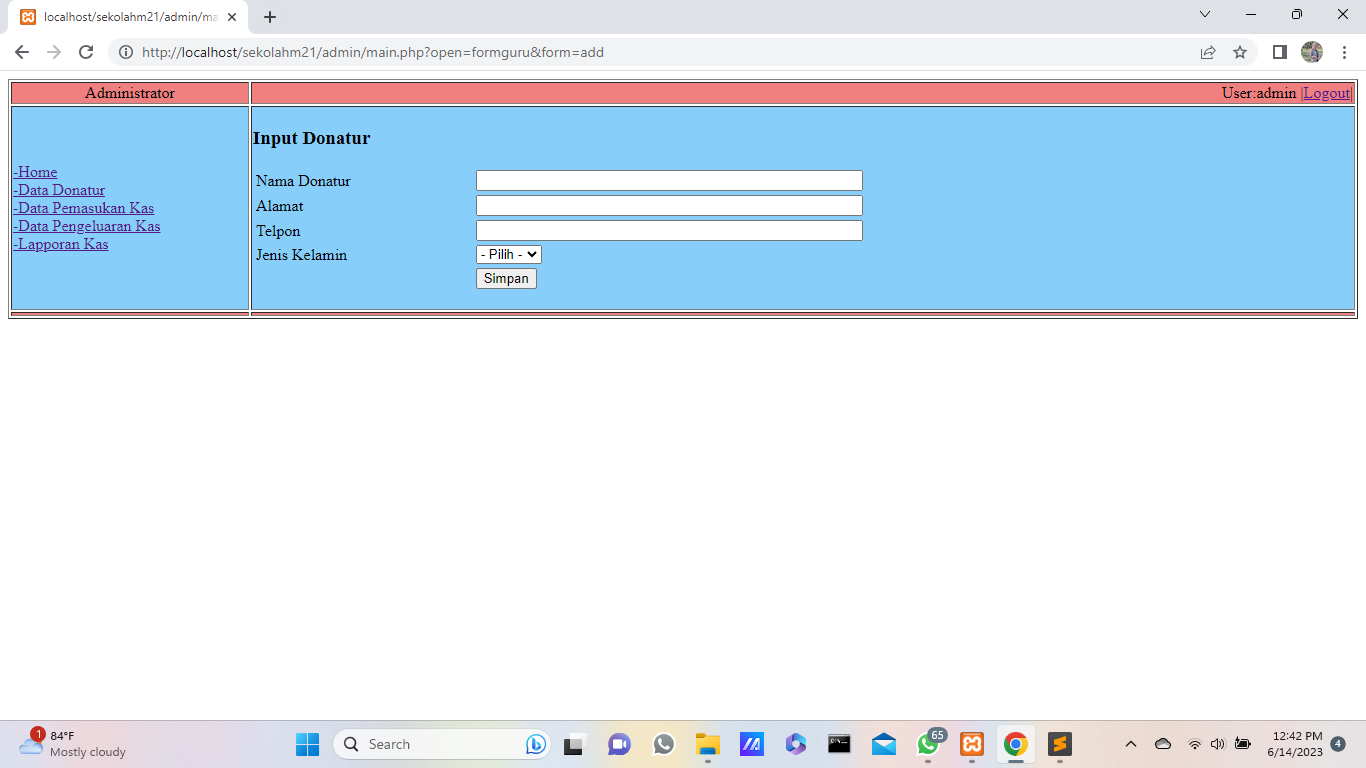 localhost/sekolahm21/admin/ma
http://localhost/sekolahm21/admin/main.php?open=formguru&form=add
Administrator
User:admin |Logout|
-Home
-Data Donatur
-Data Pemasukan Kas
-Data Pengeluaran Kas
-Lapporan Kas
Input Donatur
Nama Donatur
Alamat
Telpon
Jenis Kelamin - Pilih -
Simpan
1
84°F
Mostly cloudy
Search
65
12:42 PM
6/14/2023
4